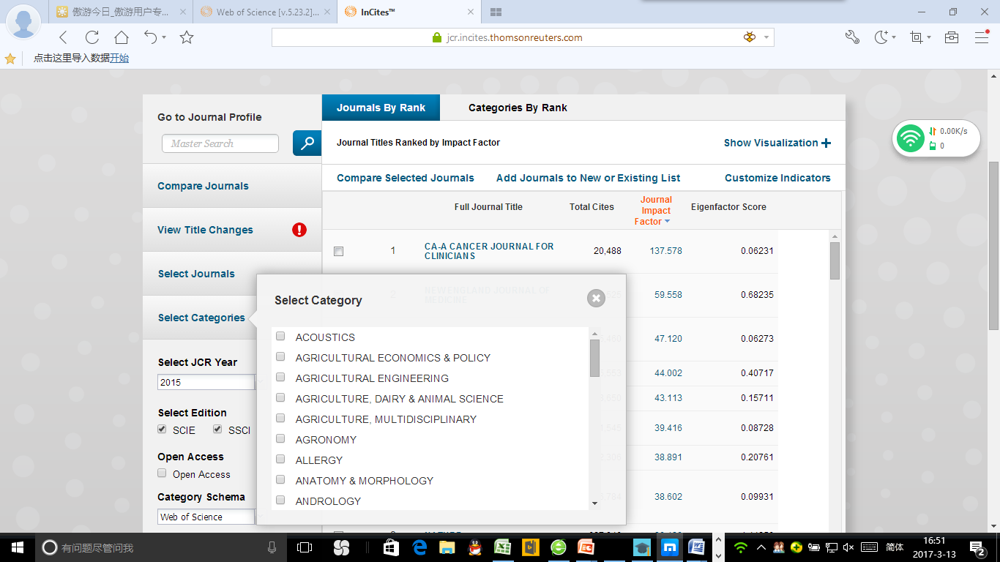 傲游今日_傲游用户专...
Web of Science [v.5.23.2]...
InCites™
jcr.incites.thomsonreuters.com
点击这里导入数据开始
Go to Journal Profile
Master Search
Compare Journals
View Title Changes
Select Journals
Select Categories
Select JCR Year
2015
Select Edition
SCIE SSCI
Open Access
Open Access
Category Schema
Web of Science
Journals By Rank Categories By Rank
Journal Titles Ranked by Impact Factor Show Visualization +
Compare Selected Journals Add Journals to New or Existing List Customize Indicators
Full Journal Title Total Cites Journal Impact Factor Eigenfactor Score
1 CA-A CANCER JOURNAL FOR CLINICIANS 20,488 137.578 0.06231
2 NEW ENGLAND JOURNAL OF MEDICINE 59.558 0.68235
47.120 0.06273
44.002 0.40717
43.113 0.15711
39.416 0.08728
38.891 0.20761
38.602 0.09931
Select Category
ACOUSTICS
AGRICULTURAL ECONOMICS & POLICY
AGRICULTURAL ENGINEERING
AGRICULTURE, DAIRY & ANIMAL SCIENCE
AGRICULTURE, MULTIDISCIPLINARY
AGRONOMY
ALLERGY
ANATOMY & MORPHOLOGY
ANDROLOGY
0.00K/s
0
有问题尽管问我
简体
16:51
2017-3-13
2